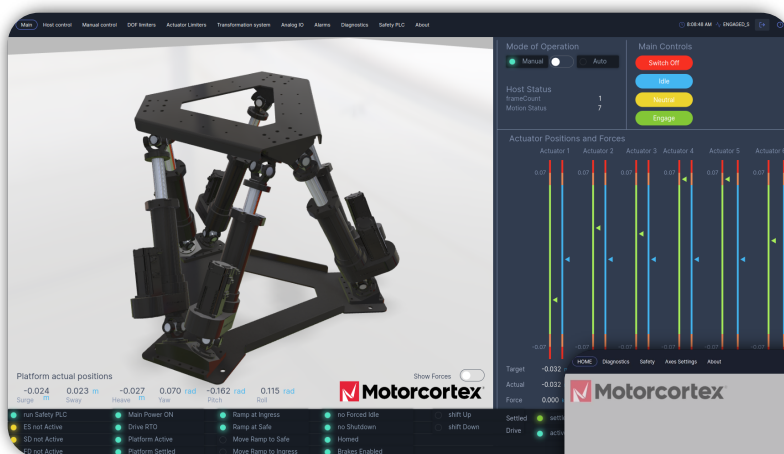 Main Host control Manual control DOF limiters Actuator Limiters Transformation system Analog IO Alarms Diagnostics Safety PLC About 8:08:48 AM ENGAGED_S
Mode of Operation
Manual Auto
Host Status
frameCount 1
Motion Status 7
Main Controls
Switch Off
Idle
Neutral
Engage
Actuator Positions and Forces
Actuator 1 Actuator 2 Actuator 3 Actuator 4 Actuator 5 Actuator
0.07 0.07 0.07 0.07 0.07 0.07
-0.07 -0.07
Target -0.032
Actual -0.032
Force 0.000
Settled
Drive
Platform actual positions
-0.024 m 0.023 m -0.027 m 0.070 rad -0.162 rad 0.115 rad
Surge Sway Heave Yaw Pitch Roll
Show Forces
Motorcortex
run Safety PLC Main Power ON Ramp at Ingress no Forced Idle shift Up
ES not Active Drive RTO Ramp at Safe no Shutdown shift Down
SD not Active Platform Active Move Ramp to Safe Homed
FD not Active Platform Settled Move Ramp to Ingress Brakes Enabled
HOME Diagnostics Safety Axes Settings About
Motorcortex